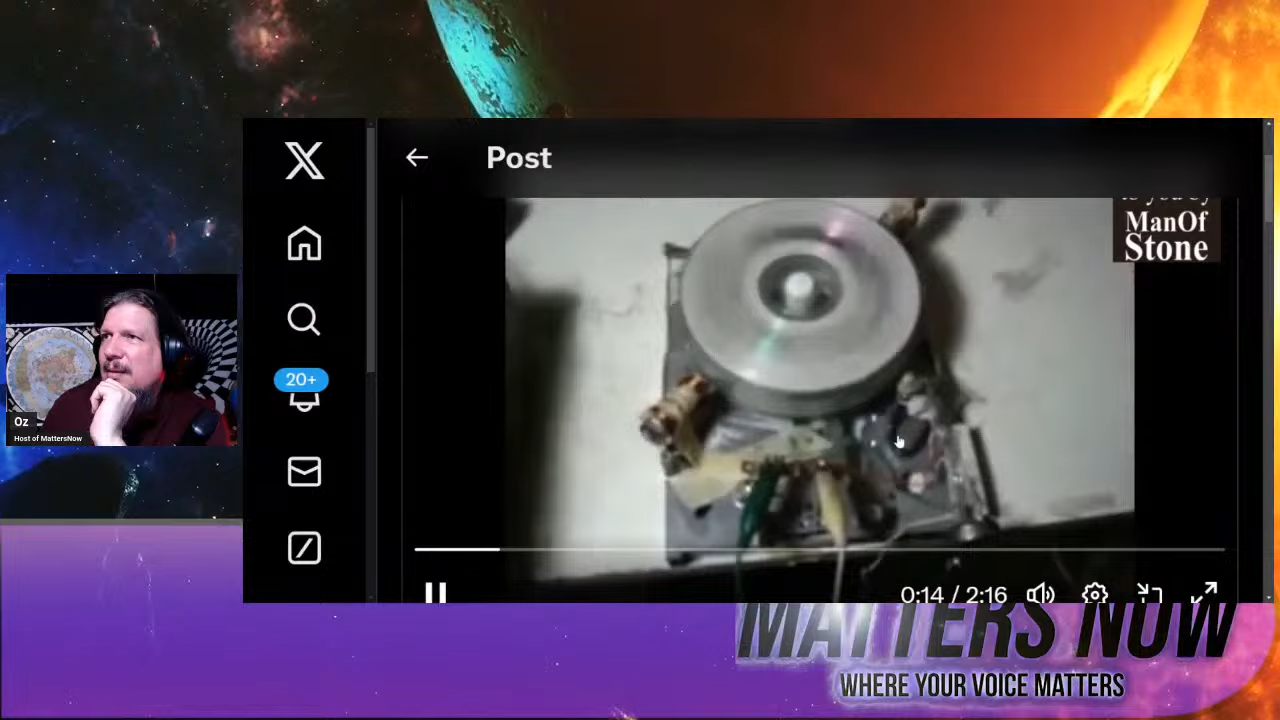 Post
ManOf
Stone
20+
Oz
Host of MattersNow
0:14 / 2:16
MATTERS NOW
WHERE YOUR VOICE MATTERS